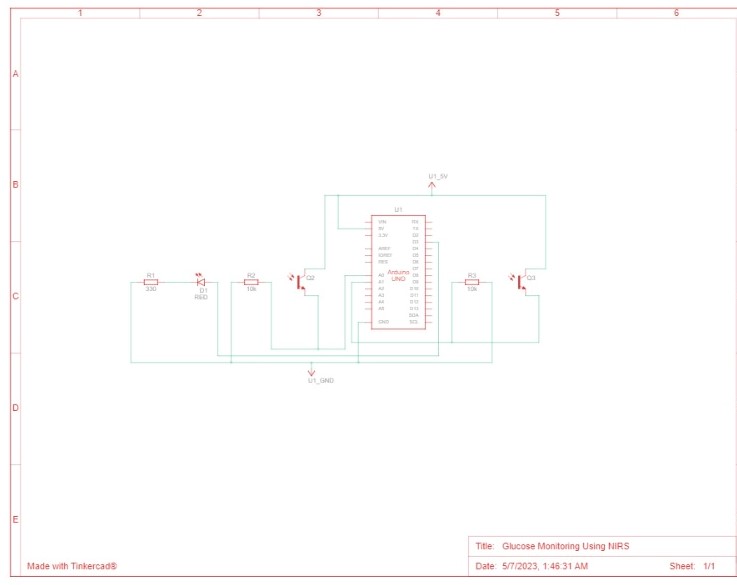 1 2 3 4 5 6
A
B
C
D
E
U1_5V
U1
VIN RX
5V TX
3.3V D2
D3
AREF D4
IOREF D5
RES D6
D7
A0 D8
A1 D9
A2 D10
A3 D11
A4 D12
A5 D13
SDA
GND SCL
Arduino
UNO
R1
330
D1
RED
R2
10k
Q2
R3
10k
Q3
U1_GND
Title: Glucose Monitoring Using NIRS
Made with Tinkercad®
Date: 5/7/2023, 1:46:31 AM
Sheet: 1/1